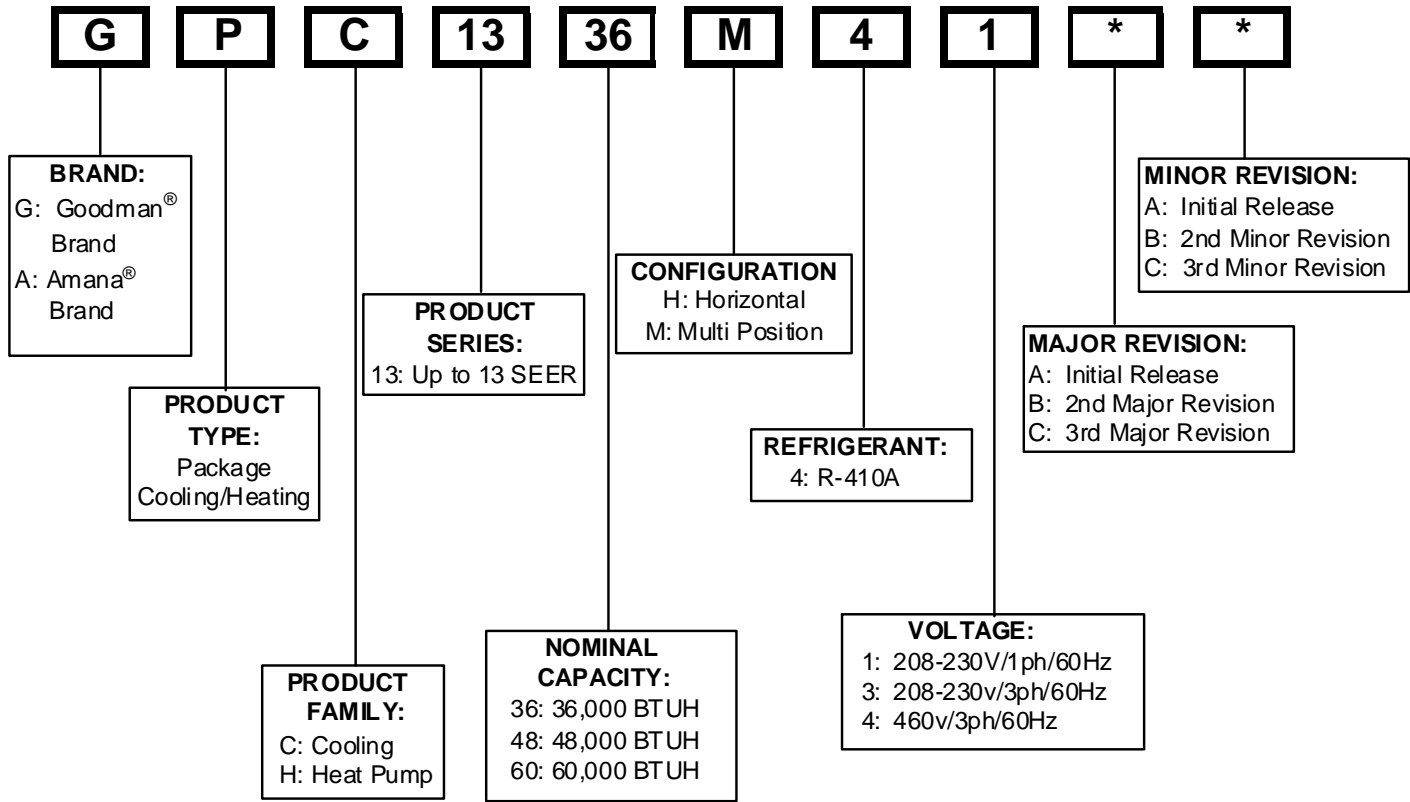 G P C 13 36 M 4 1 * *
BRAND:
G: Goodman®
Brand
A: Amana®
Brand
PRODUCT
TYPE:
Package
Cooling/Heating
PRODUCT
FAMILY:
C: Cooling
H: Heat Pump
PRODUCT
SERIES:
13: Up to 13 SEER
NOMINAL
CAPACITY:
36: 36,000 BTUH
48: 48,000 BTUH
60: 60,000 BTUH
CONFIGURATION
H: Horizontal
M: Multi Position
REFRIGERANT:
4: R-410A
VOLTAGE:
1: 208-230V/1ph/60Hz
3: 208-230v/3ph/60Hz
4: 460v/3ph/60Hz
MAJOR REVISION:
A: Initial Release
B: 2nd Major Revision
C: 3rd Major Revision
MINOR REVISION:
A: Initial Release
B: 2nd Minor Revision
C: 3rd Minor Revision